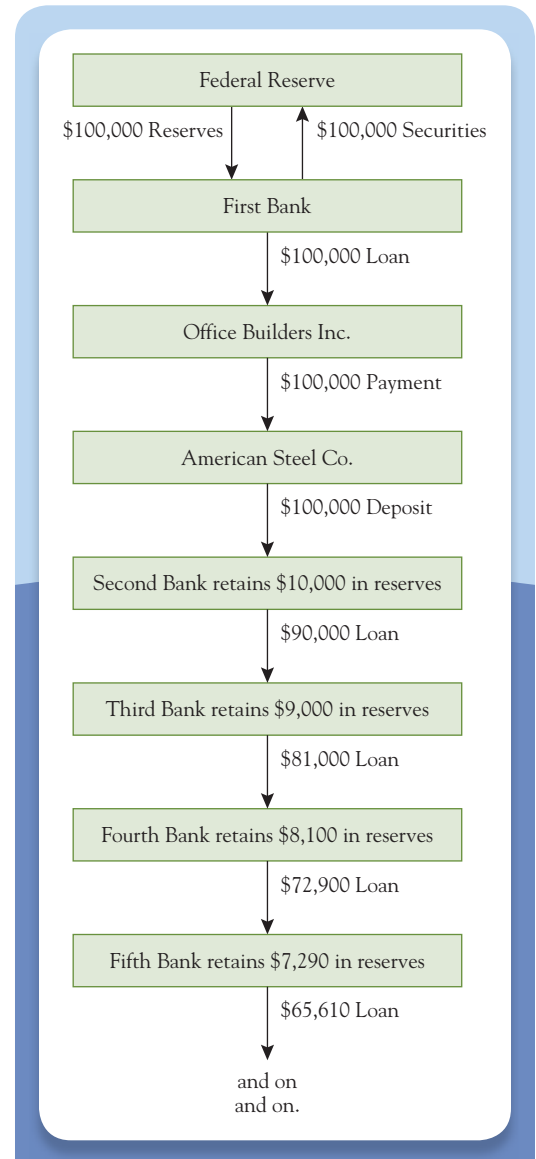 Federal Reserve
$100,000 Reserves
$100,000 Securities
First Bank
$100,000 Loan
Office Builders Inc.
$100,000 Payment
American Steel Co.
$100,000 Deposit
Second Bank retains $10,000 in reserves
$90,000 Loan
Third Bank retains $9,000 in reserves
$81,000 Loan
Fourth Bank retains $8,100 in reserves
$72,900 Loan
Fifth Bank retains $7,290 in reserves
$65,610 Loan
and on
and on.